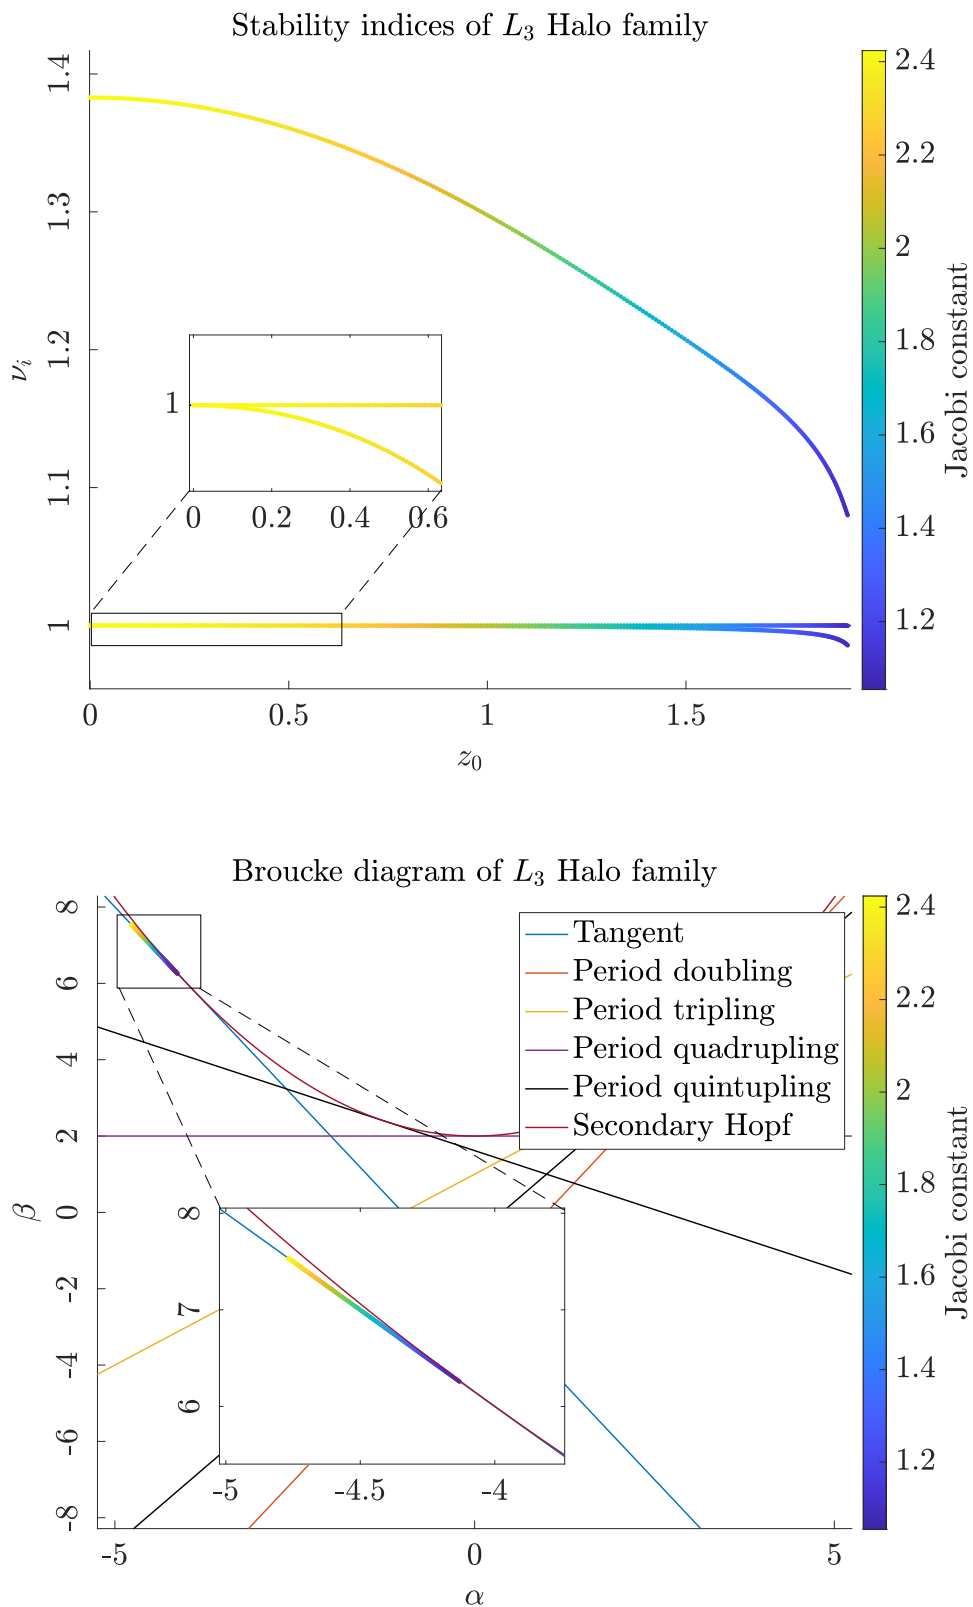 Stability indices of L₃ Halo family
1.4
1.3
1.2
1.1
1
νᵢ
1
0 0.2 0.4 0.6
0 0.5 1 1.5
z₀
2.4
2.2
2
1.8
1.6
1.4
1.2
Jacobi constant
Broucke diagram of L₃ Halo family
8
6
4
2
0
-2
-4
-6
-8
β
Tangent
Period doubling
Period tripling
Period quadrupling
Period quintupling
Secondary Hopf
8
7
6
-5 -4.5 -4
-5 0 5
α
2.4
2.2
2
1.8
1.6
1.4
1.2
Jacobi constant